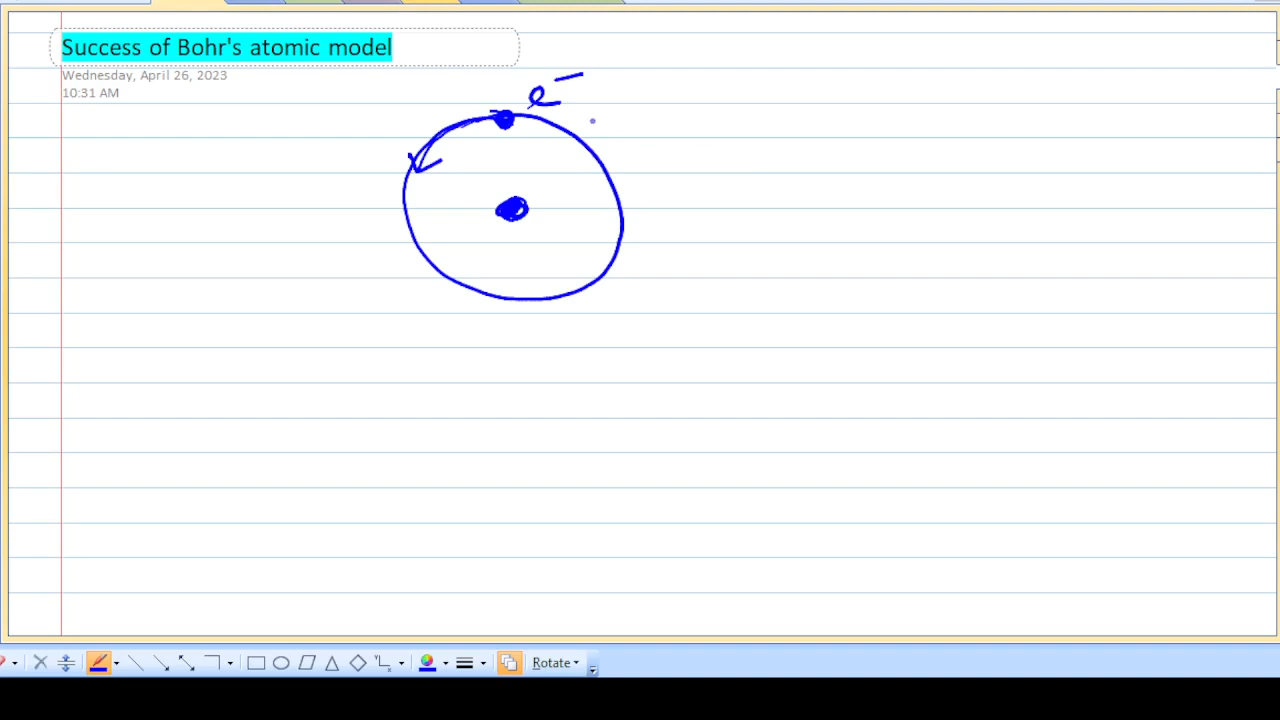 Success of Bohr's atomic model
Wednesday, April 26, 2023
10:31 AM
e⁻
Rotate